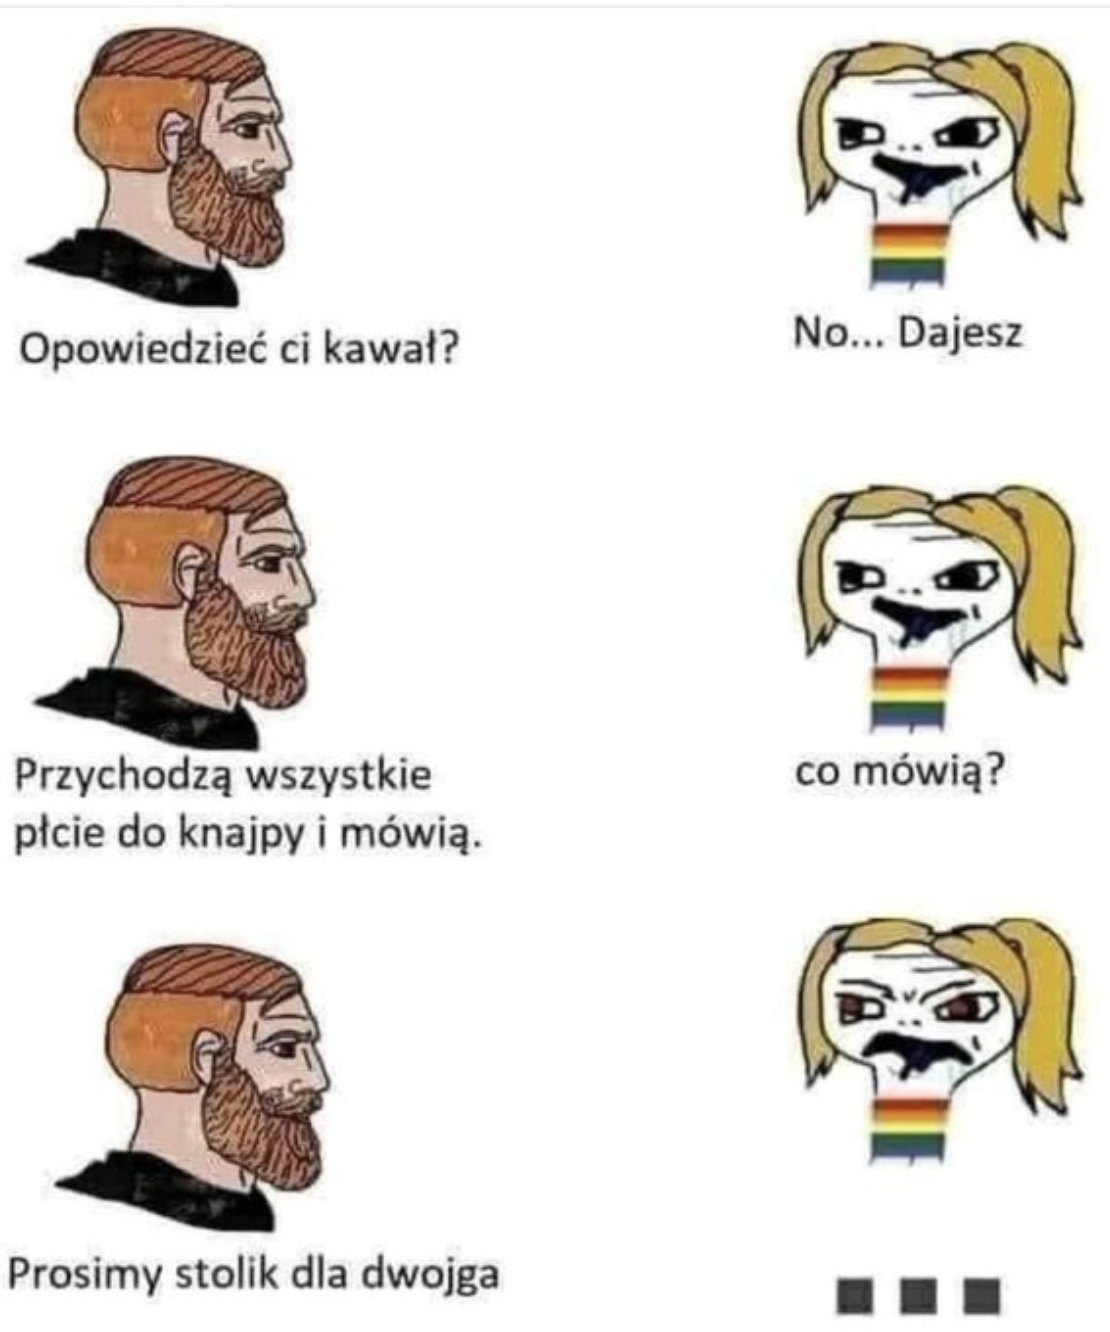 Opowiedzieć ci kawał?
No... Dajesz
Przychodzą wszystkie
płcie do knajpy i mówią.
co mówią?
Prosimy stolik dla dwojga
...